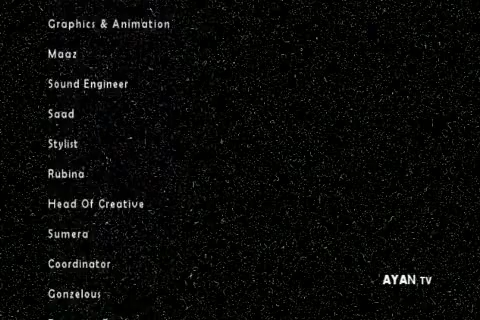 Graphics & Animation
Maaz
Sound Engineer
Saad
Stylist
Rubina
Head Of Creative
Sumera
Coordinator
Gonzelous
AYAN TV